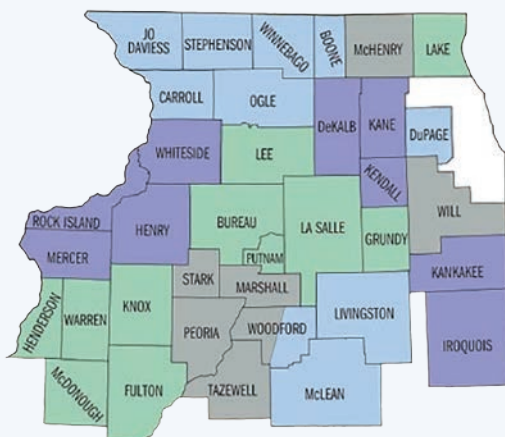 JO
DAVIESS
STEPHENSON
WINNEBAGO
BOONE
McHENRY
LAKE
CARROLL
OGLE
DeKALB
KANE
DuPAGE
WHITESIDE
LEE
KENDALL
ROCK ISLAND
HENRY
BUREAU
LA SALLE
GRUNDY
WILL
MERCER
PUTNAM
KANKAKEE
STARK
MARSHALL
HENDERSON
WARREN
KNOX
PEORIA
WOODFORD
LIVINGSTON
IROQUOIS
McDONOUGH
FULTON
TAZEWELL
McLEAN